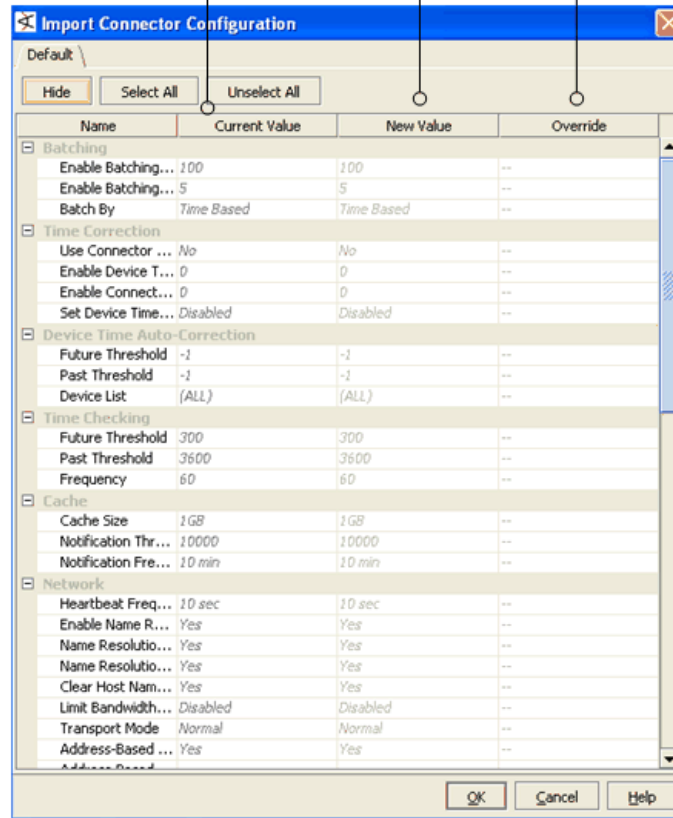 Import Connector Configuration
Default
Hide Select All Unselect All
Name Current Value New Value Override
Batching
Enable Batching... 100 100 --
Enable Batching... 5 5 --
Batch By Time Based Time Based --
Time Correction
Use Connector ... No No --
Enable Device T... 0 0 --
Enable Connect... 0 0 --
Set Device Time... Disabled Disabled --
Device Time Auto-Correction
Future Threshold -1 -1 --
Past Threshold -1 -1 --
Device List (ALL) (ALL) --
Time Checking
Future Threshold 300 300 --
Past Threshold 3600 3600 --
Frequency 60 60 --
Cache
Cache Size 1GB 1GB --
Notification Thr... 10000 10000 --
Notification Fre... 10 min 10 min --
Network
Heartbeat Freq... 10 sec 10 sec --
Enable Name R... Yes Yes --
Name Resolutio... Yes Yes --
Name Resolutio... Yes Yes --
Clear Host Nam... Yes Yes --
Limit Bandwidth... Disabled Disabled --
Transport Mode Normal Normal --
Address-Based ... Yes Yes --
OK Cancel Help